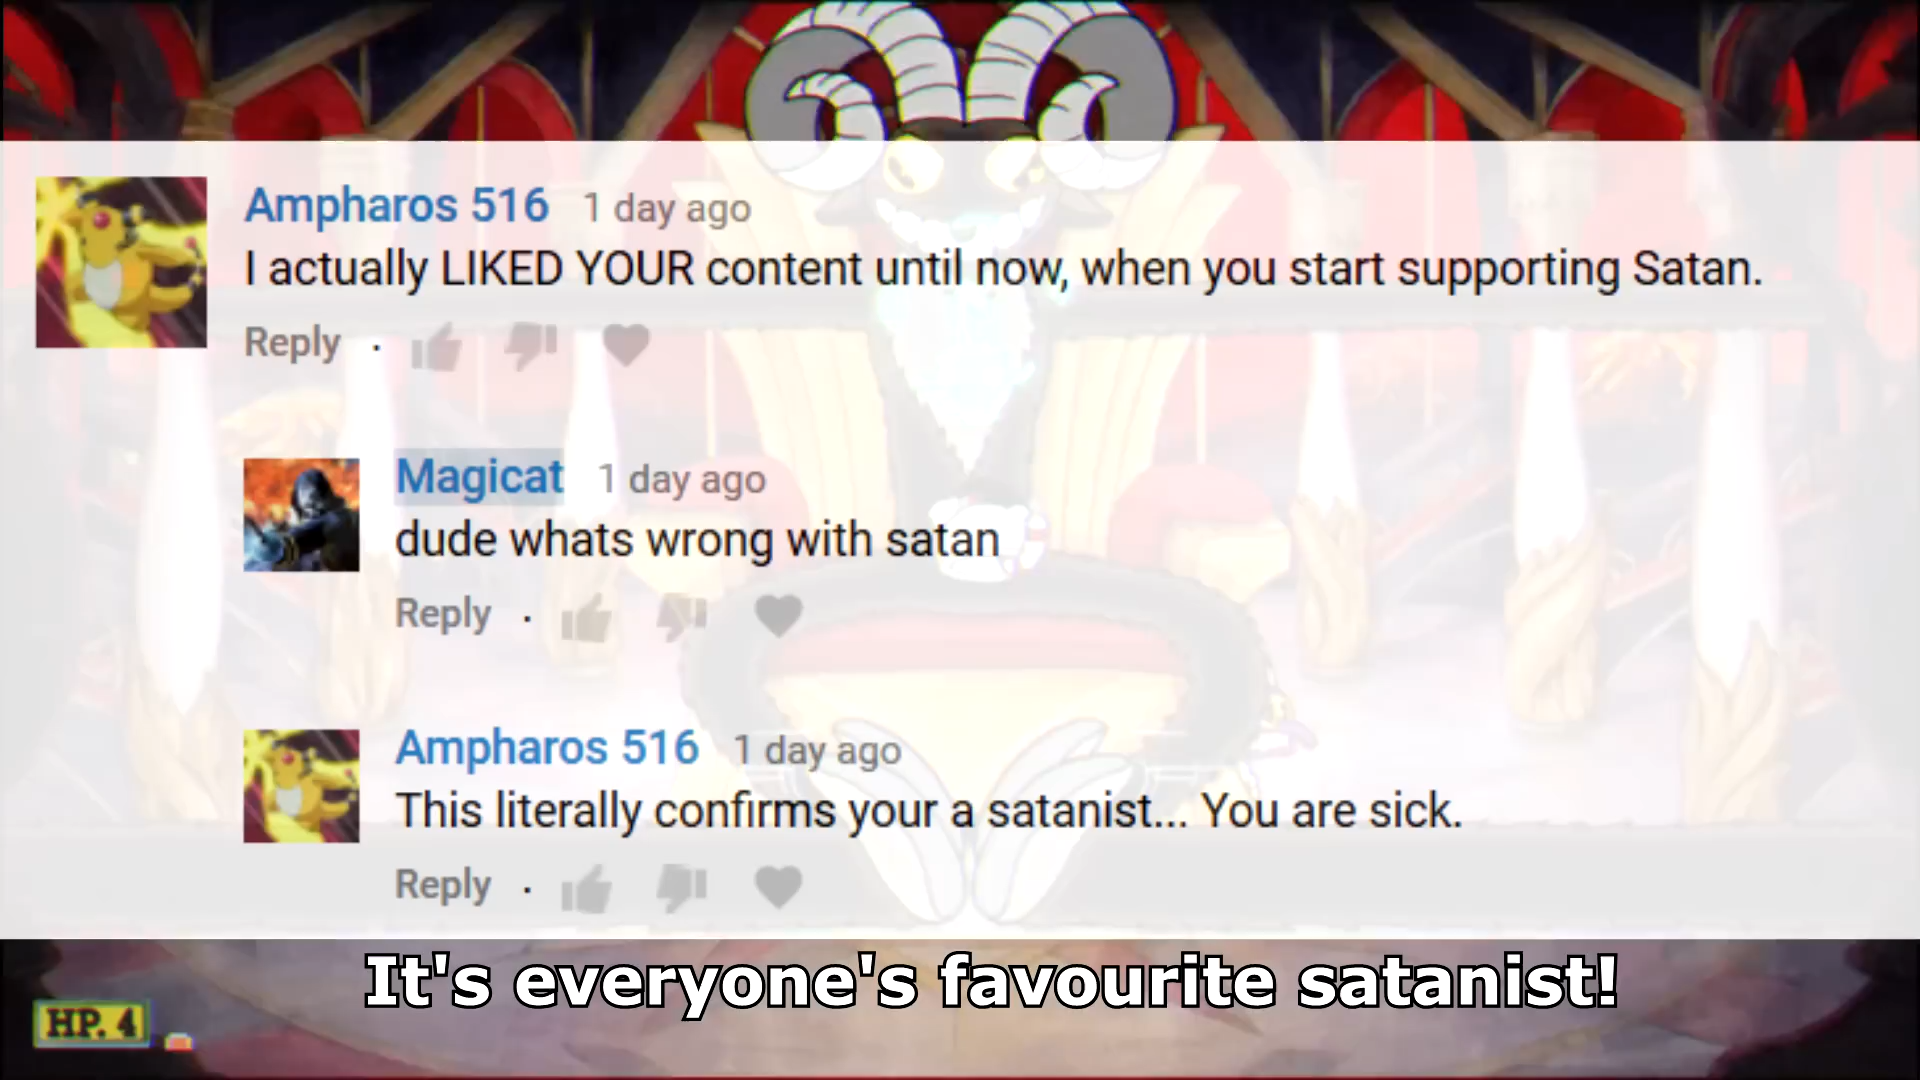 Ampharos 516 1 day ago
I actually LIKED YOUR content until now, when you start supporting Satan.
Reply ·
Magicat 1 day ago
dude whats wrong with satan
Reply ·
Ampharos 516 1 day ago
This literally confirms your a satanist... You are sick.
Reply ·
It's everyone's favourite satanist!
HP. 4